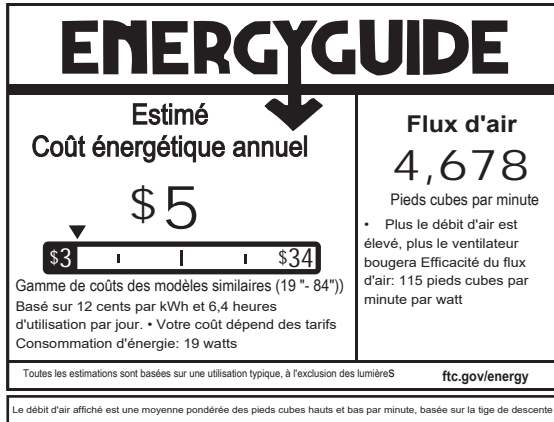 ENERGYGUIDE
Estimé
Coût énergétique annuel
$5
$3
$34
Gamme de coûts des modèles similaires (19 "- 84"))
Basé sur 12 cents par kWh et 6,4 heures
d'utilisation par jour. • Votre coût dépend des tarifs
Consommation d'énergie: 19 watts
Flux d'air
4,678
Pieds cubes par minute
• Plus le débit d'air est
élevé, plus le ventilateur
bougera Efficacité du flux
d'air: 115 pieds cubes par
minute par watt
Toutes les estimations sont basées sur une utilisation typique, à l'exclusion des lumièreS
ftc.gov/energy
Le débit d'air affiché est une moyenne pondérée des pieds cubes hauts et bas par minute, basée sur la tige de descente